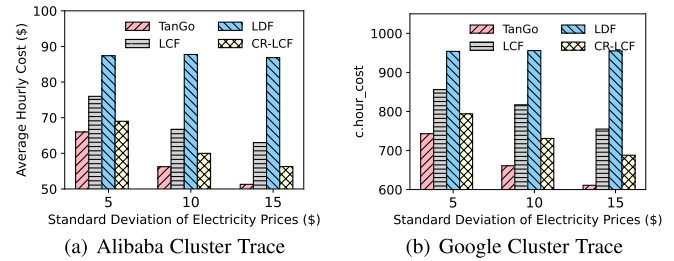 100
90
80
70
60
50
Average Hourly Cost ($)
TanGo LDF
LCF CR-LCF
5 10 15
Standard Deviation of Electricity Prices ($)
(a) Alibaba Cluster Trace
1000
900
800
700
600
c.hour_cost
TanGo LDF
LCF CR-LCF
5 10 15
Standard Deviation of Electricity Prices ($)
(b) Google Cluster Trace